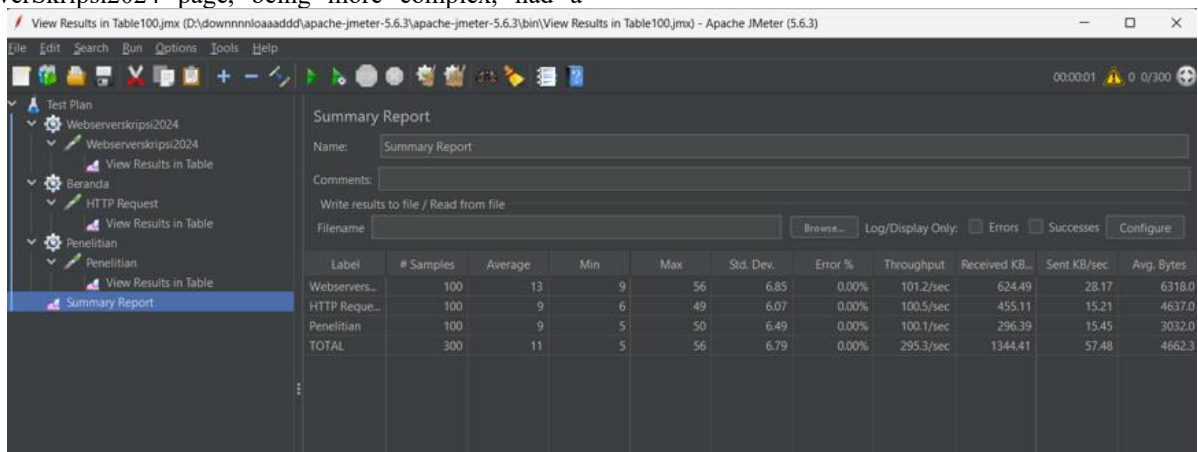 verSkripsi2024 page, being more complex, had a
View Results in Table100.jmx (D:\downnnnloaaaddd\apache-jmeter-5.6.3\apache-jmeter-5.6.3\bin\View Results in Table100.jmx) - Apache JMeter (5.6.3)
File Edit Search Run Options Tools Help
00:00:01 0 0/300
Test Plan
Webserverskripsi2024
Webserverskripsi2024
View Results in Table
Beranda
HTTP Request
View Results in Table
Penelitian
Penelitian
View Results in Table
Summary Report
Summary Report
Name: Summary Report
Comments:
Write results to file / Read from file
Filename Browse... Log/Display Only: Errors Successes Configure
Label # Samples Average Min Max Std. Dev. Error % Throughput Received KB... Sent KB/sec Avg. Bytes
Webservers... 100 13 9 56 6.85 0.00% 101.2/sec 624.49 28.17 6318.0
HTTP Reque... 100 9 6 49 6.07 0.00% 100.5/sec 455.11 15.21 4637.0
Penelitian 100 9 5 50 6.49 0.00% 100.1/sec 296.39 15.45 3032.0
TOTAL 300 11 5 56 6.79 0.00% 295.3/sec 1344.41 57.48 4662.3